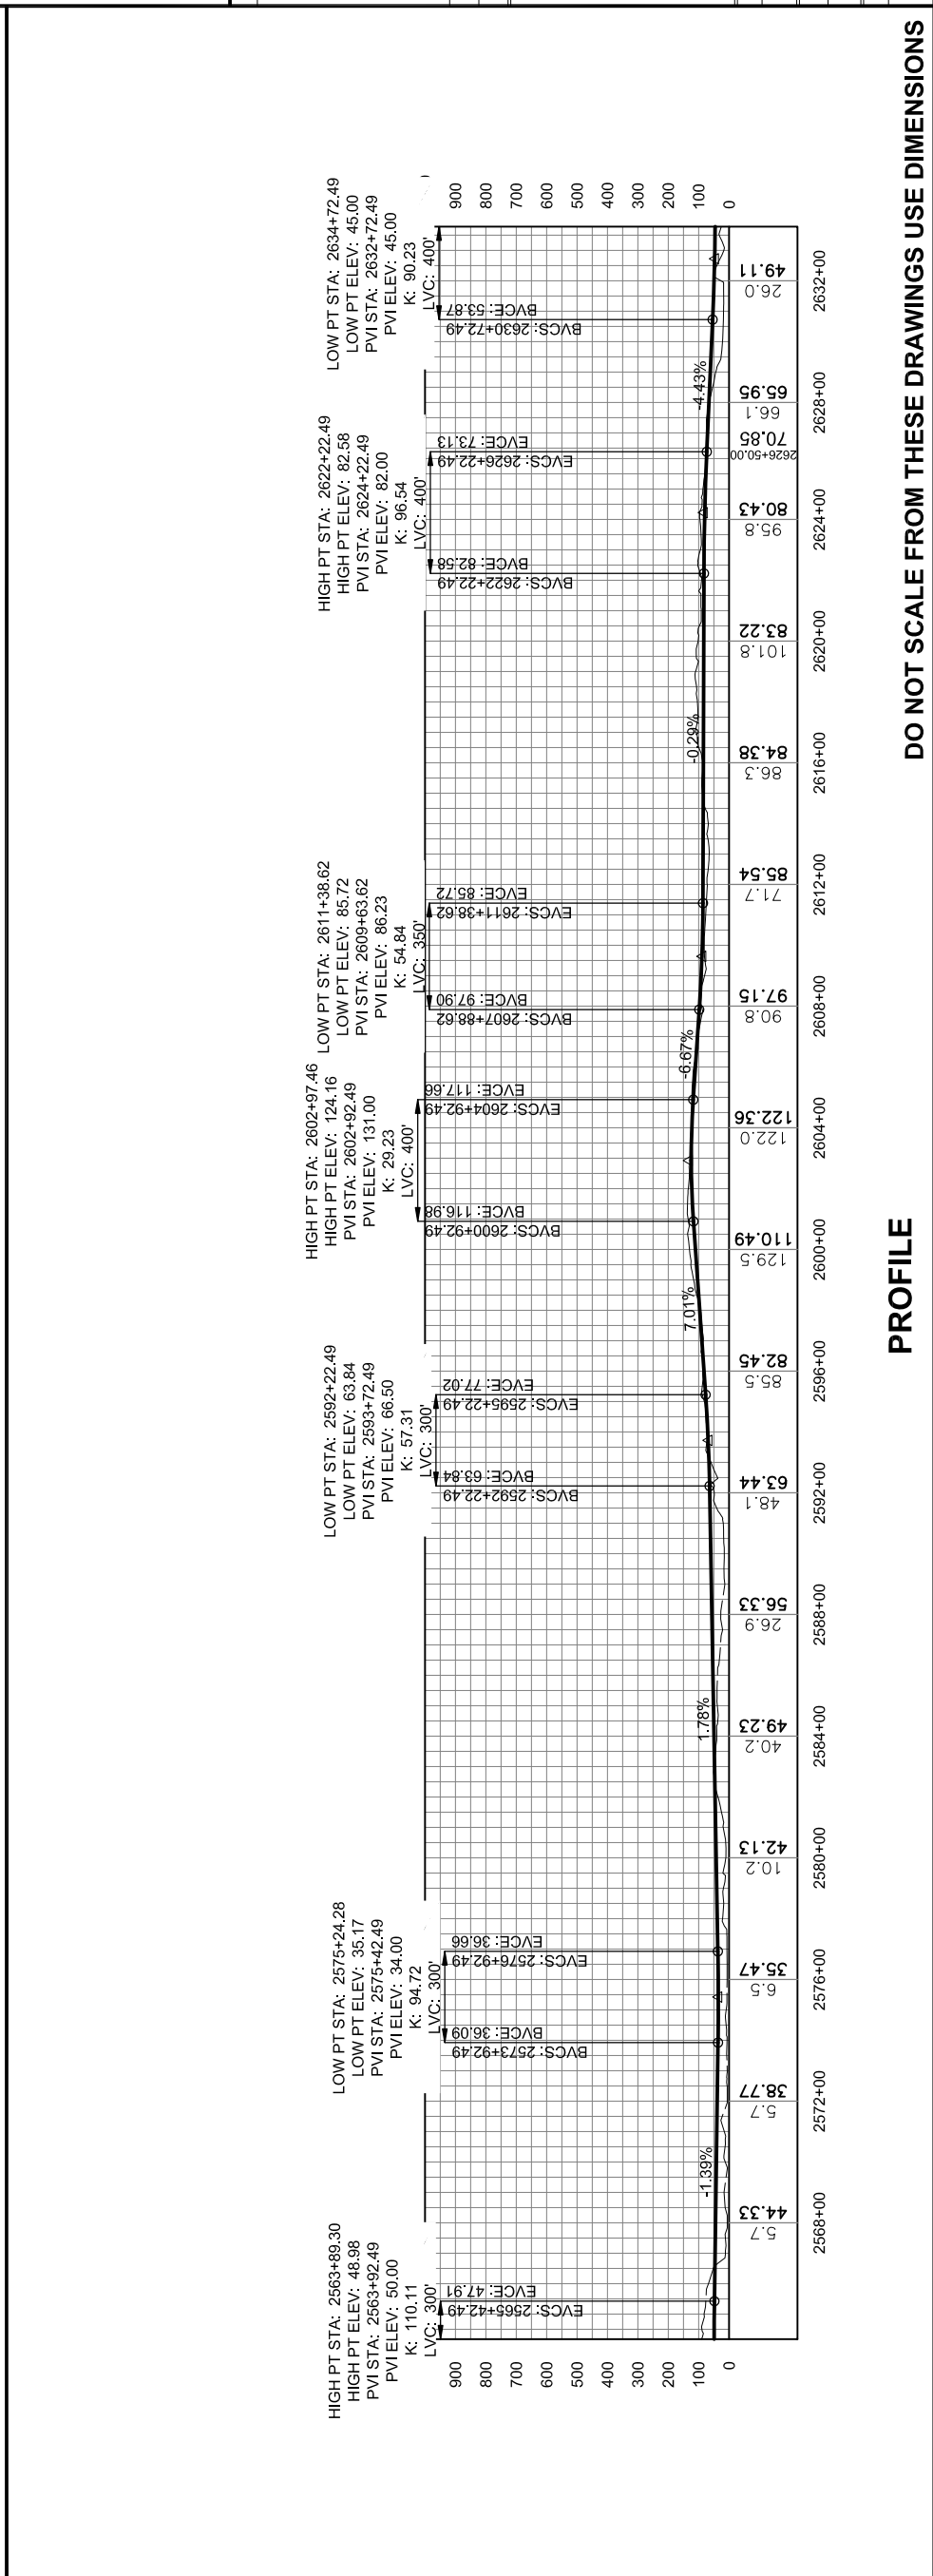 HIGH PT STA: 2563+89.30
HIGH PT ELEV: 48.98
PVI STA: 2563+92.49
PVI ELEV: 50.00
K: 110.11
LVC: 300'
LOW PT STA: 2575+24.28
LOW PT ELEV: 35.17
PVI STA: 2575+42.49
PVI ELEV: 34.00
K: 94.72
LVC: 300'
LOW PT STA: 2592+22.49
LOW PT ELEV: 63.84
PVI STA: 2593+72.49
PVI ELEV: 66.50
K: 57.31
LVC: 300'
HIGH PT STA: 2602+97.46
HIGH PT ELEV: 124.16
PVI STA: 2602+92.49
PVI ELEV: 131.00
K: 29.23
LVC: 400'
LOW PT STA: 2611+38.62
LOW PT ELEV: 85.72
PVI STA: 2609+63.62
PVI ELEV: 86.23
K: 54.84
LVC: 350'
HIGH PT STA: 2622+22.49
HIGH PT ELEV: 82.58
PVI STA: 2624+22.49
PVI ELEV: 82.00
K: 96.54
LVC: 400'
LOW PT STA: 2634+72.49
LOW PT ELEV: 45.00
PVI STA: 2632+72.49
PVI ELEV: 45.00
K: 90.23
LVC: 400'
EVCS: 2565+42.49
EVCE: 47.91
BVCS: 2573+92.49
BVCE: 36.09
EVCS: 2576+92.49
EVCE: 36.66
BVCS: 2592+22.49
BVCE: 63.84
EVCS: 2595+22.49
EVCE: 77.02
BVCS: 2600+92.49
BVCE: 116.98
EVCS: 2604+92.49
EVCE: 117.66
BVCS: 2607+88.62
BVCE: 97.90
EVCS: 2611+38.62
EVCE: 85.72
BVCS: 2622+22.49
BVCE: 82.58
EVCS: 2626+22.49
EVCE: 73.13
BVCS: 2630+72.49
BVCE: 53.87
900
800
700
600
500
400
300
200
100
0
900
800
700
600
500
400
300
200
100
0
-1.39%
1.78%
7.01%
-6.67%
-0.29%
-4.43%
5.7
44.33
5.7
38.77
6.5
35.47
10.2
42.13
40.2
49.23
26.9
56.33
48.1
63.44
85.5
82.45
129.5
110.49
122.0
122.36
90.8
97.15
71.7
85.54
86.3
84.38
101.8
83.22
95.8
80.43
2626+50.00
70.85
66.1
65.95
26.0
49.11
2568+00
2572+00
2576+00
2580+00
2584+00
2588+00
2592+00
2596+00
2600+00
2604+00
2608+00
2612+00
2616+00
2620+00
2624+00
2628+00
2632+00
PROFILE
DO NOT SCALE FROM THESE DRAWINGS USE DIMENSIONS